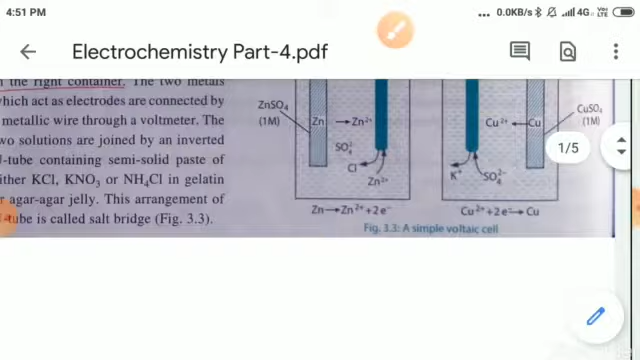 4:51 PM
... 0.0KB/s 4G VoLTE
Electrochemistry Part-4.pdf
the right container. The two metals
which act as electrodes are connected by
metallic wire through a voltmeter. The
two solutions are joined by an inverted
U-tube containing semi-solid paste of
either KCl, KNO₃ or NH₄Cl in gelatin
or agar-agar jelly. This arrangement of
tube is called salt bridge (Fig. 3.3).
ZnSO₄
(1M)
Zn → Zn²⁺
SO₄²⁻
Cl
Zn²⁺
Zn → Zn²⁺ + 2e⁻
CuSO₄
(1M)
Cu²⁺ ← Cu
K⁺
SO₄²⁻
Cu²⁺ + 2e⁻ → Cu
Fig. 3.3: A simple voltaic cell
1/5